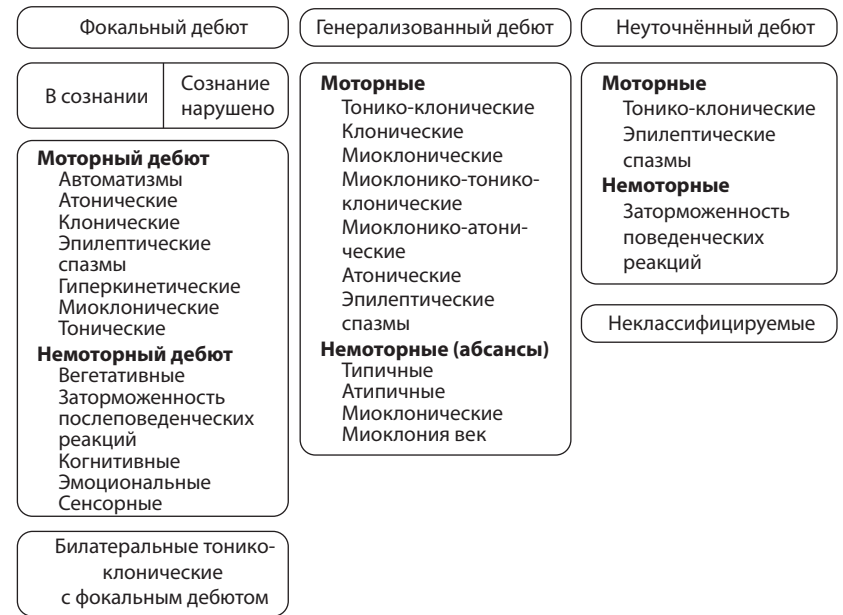 Фокальный дебют
В сознании
Сознание
нарушено
Моторный дебют
Автоматизмы
Атонические
Клонические
Эпилептические
спазмы
Гиперкинетические
Миоклонические
Тонические
Немоторный дебют
Вегетативные
Заторможенность
послеповеденческих
реакций
Когнитивные
Эмоциональные
Сенсорные
Билатеральные тонико-
клонические
с фокальным дебютом
Генерализованный дебют
Моторные
Тонико-клонические
Клонические
Миоклонические
Миоклонико-тонико-
клонические
Миоклонико-атони-
ческие
Атонические
Эпилептические
спазмы
Немоторные (абсансы)
Типичные
Атипичные
Миоклонические
Миоклония век
Неуточнённый дебют
Моторные
Тонико-клонические
Эпилептические
спазмы
Немоторные
Заторможенность
поведенческих
реакций
Неклассифицируемые